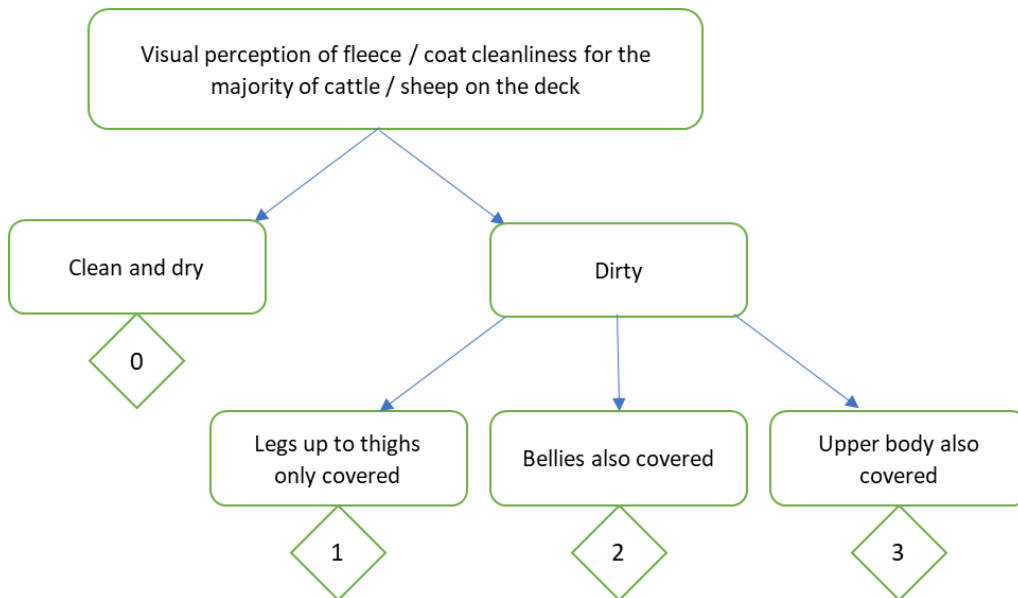 Visual perception of fleece / coat cleanliness for the
majority of cattle / sheep on the deck
Clean and dry
Dirty
0
Legs up to thighs
only covered
Bellies also covered
Upper body also
covered
1
2
3